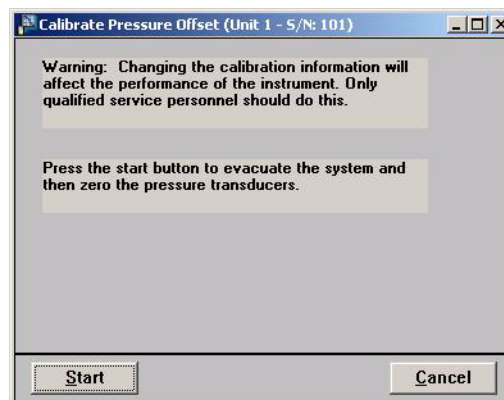 Calibrate Pressure Offset (Unit 1 - S/N: 101)
Warning:  Changing the calibration information will
affect the performance of the instrument. Only
qualified service personnel should do this.
Press the start button to evacuate the system and
then zero the pressure transducers.
Start
Cancel